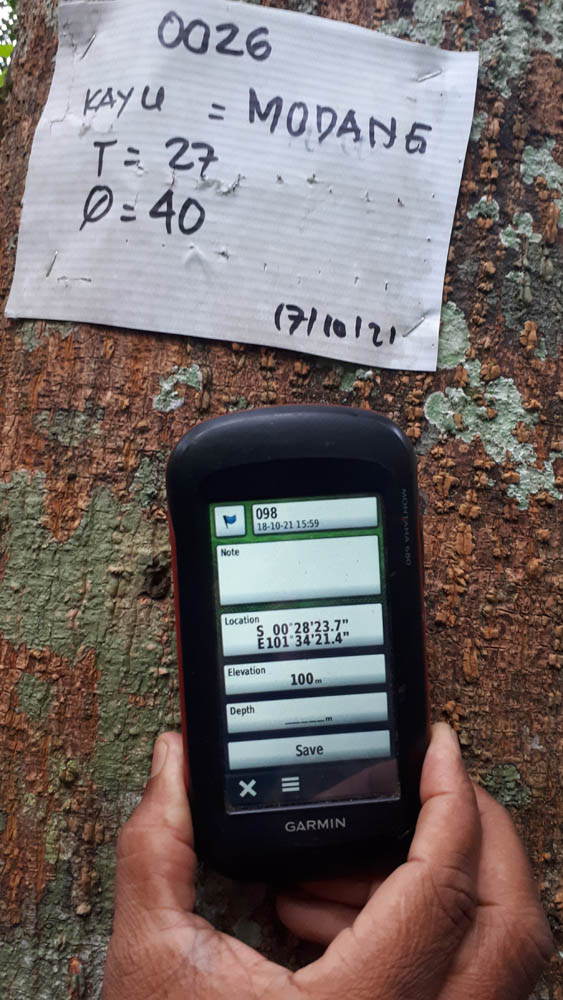 0026
KAYU = MODANG
T = 27
Ø = 40
17/10/21
MONTANA 680
098
18-10-21 15:59
Note
Location
S 00°28'23.7"
E101°34'21.4"
Elevation
100m
Depth
_____m
Save
GARMIN